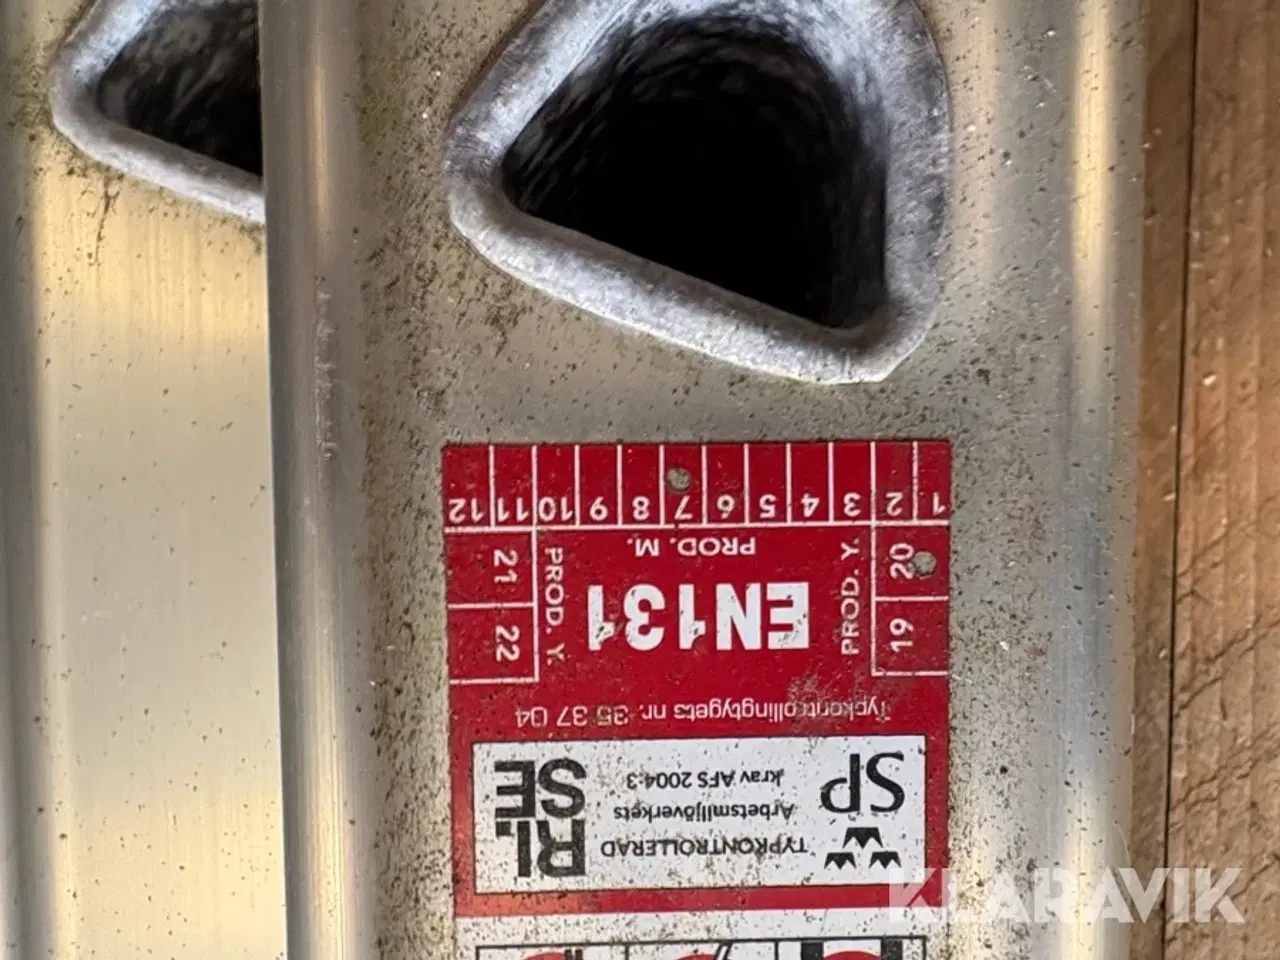 SP
TYPKONTROLLERAD
Arbetsmiljöverkets
krav AFS 2004:3
RI.
SE
Typkontrollingtygets nr. 35 37 04
19 PROD. Y. EN131 PROD. Y. 22
20 PROD. M. 21
1 2 3 4 5 6 7 8 9 10 11 12
KLARAVIK